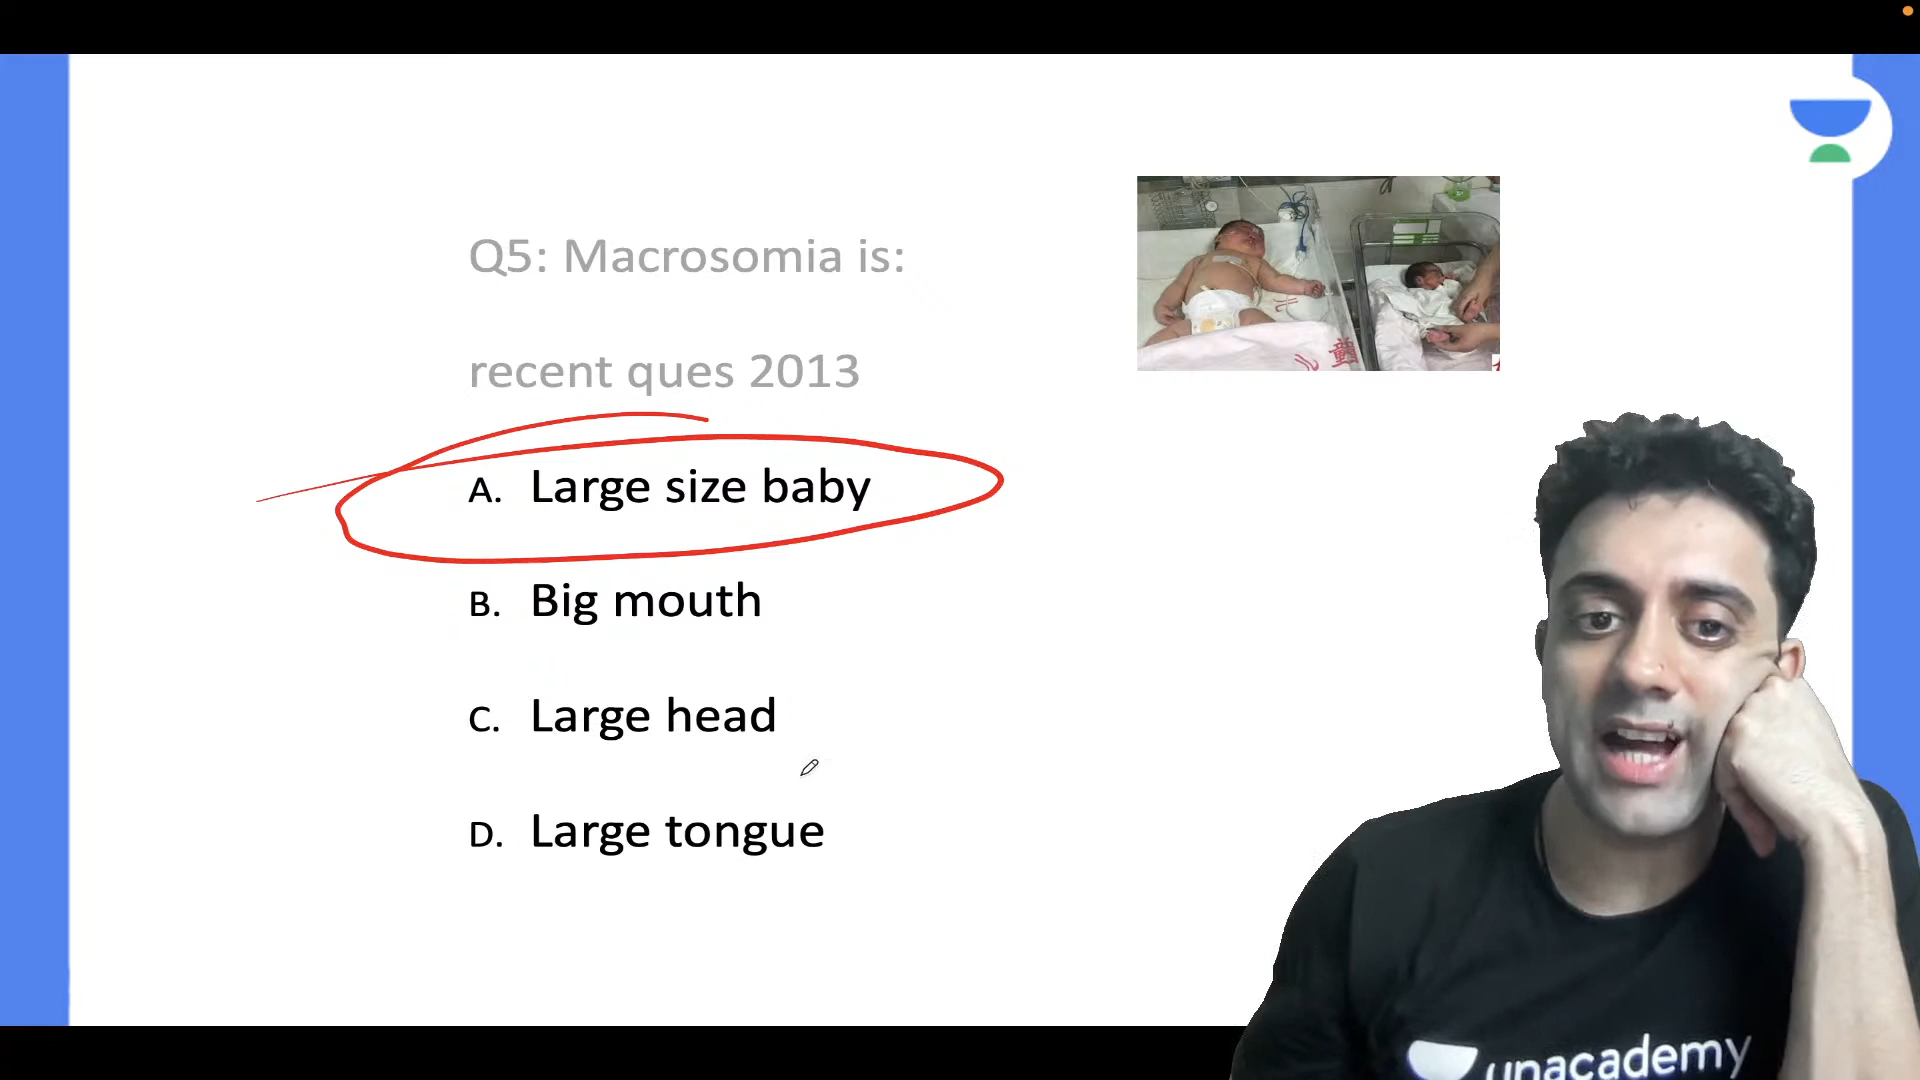 Q5: Macrosomia is:
recent ques 2013
A. Large size baby
B. Big mouth
C. Large head
D. Large tongue
unacademy